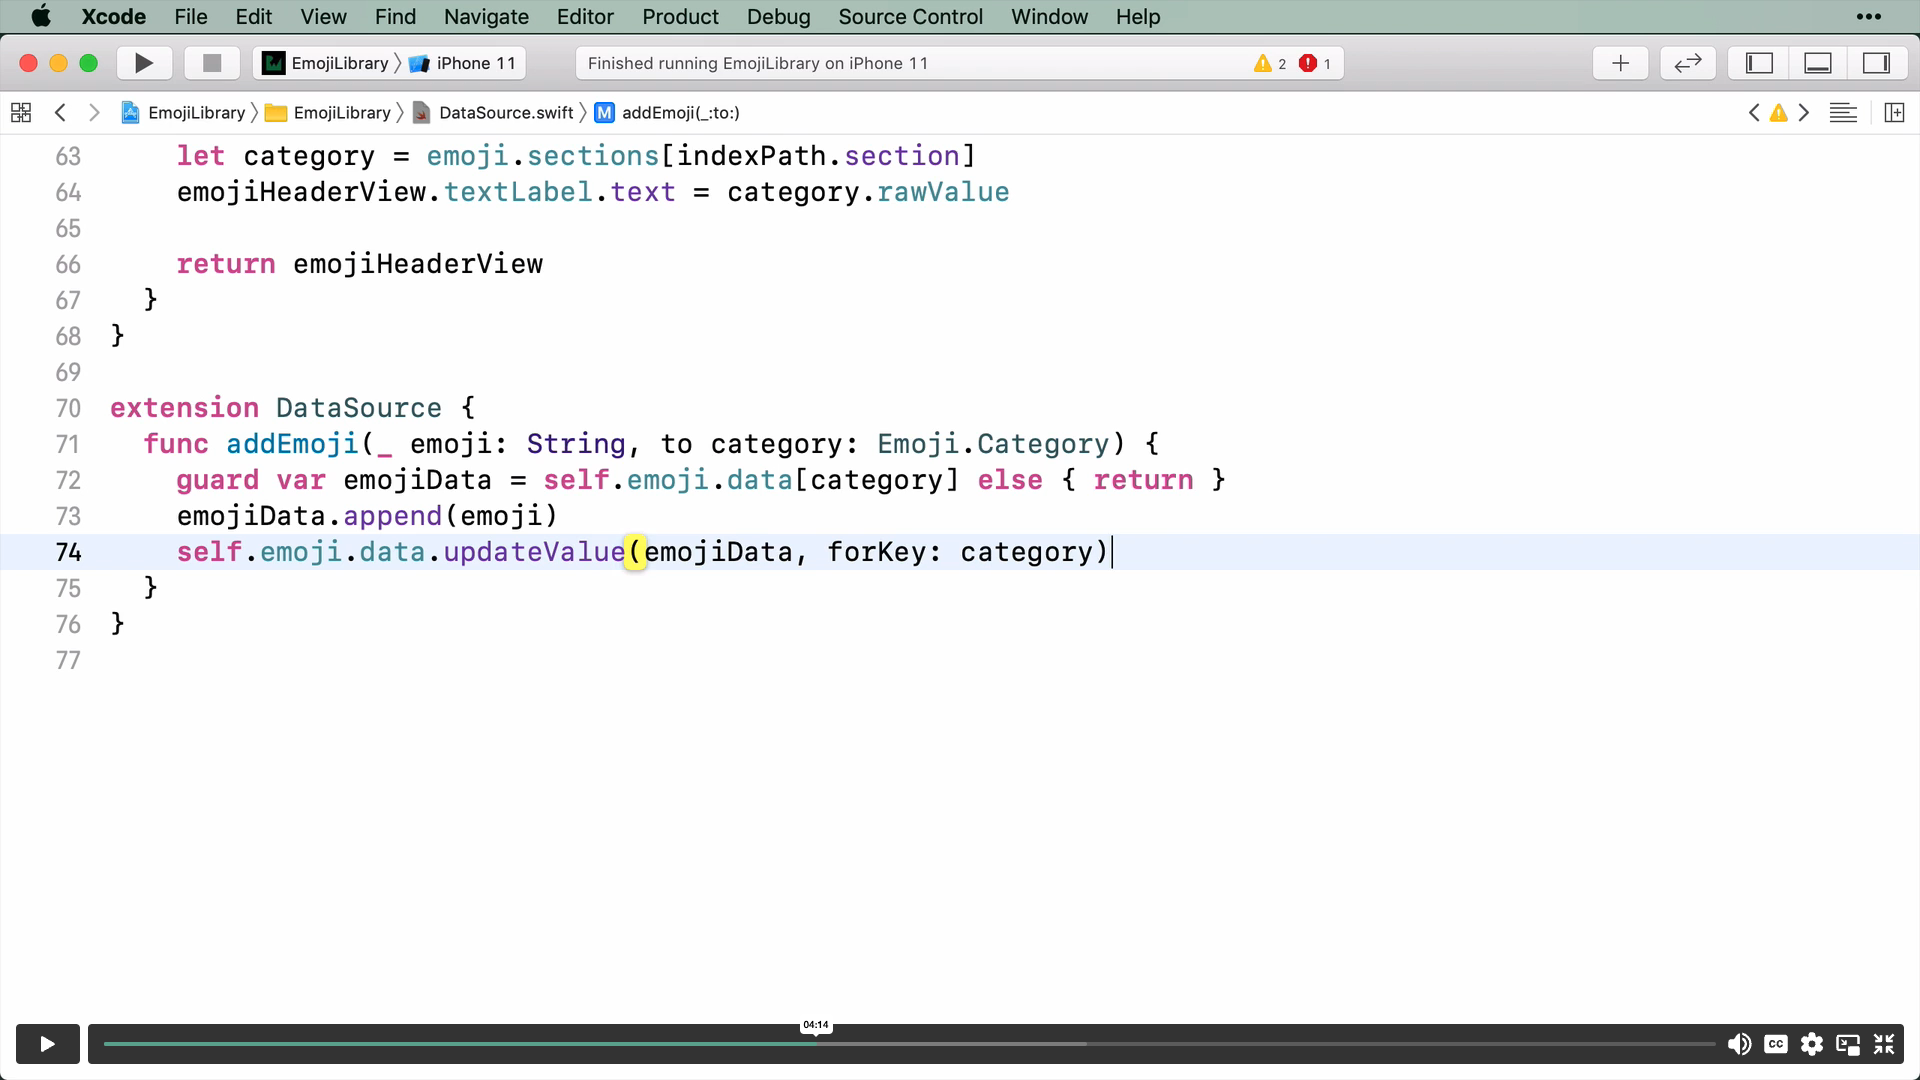 Xcode File Edit View Find Navigate Editor Product Debug Source Control Window Help
EmojiLibrary iPhone 11 Finished running EmojiLibrary on iPhone 11 2 1
EmojiLibrary EmojiLibrary DataSource.swift M addEmoji(_:to:)
63 let category = emoji.sections[indexPath.section]
64 emojiHeaderView.textLabel.text = category.rawValue
65
66 return emojiHeaderView
67 }
68 }
69
70 extension DataSource {
71 func addEmoji(_ emoji: String, to category: Emoji.Category) {
72 guard var emojiData = self.emoji.data[category] else { return }
73 emojiData.append(emoji)
74 self.emoji.data.updateValue(emojiData, forKey: category)
75 }
76 }
77
04:14
CC